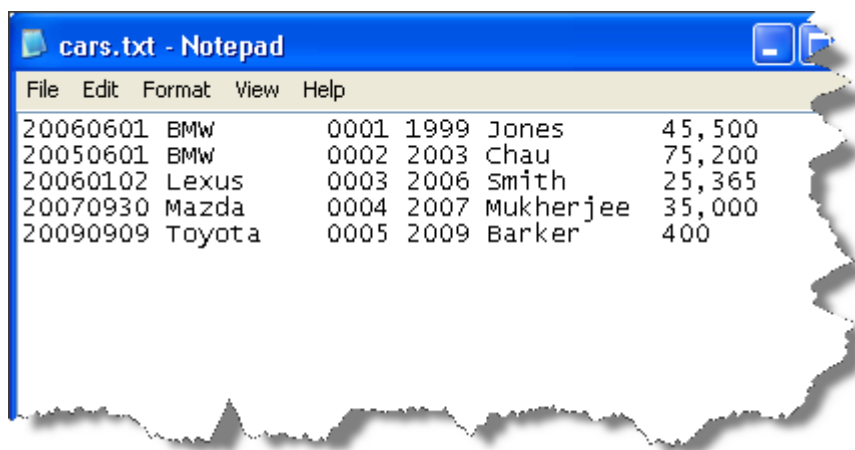 cars.txt - Notepad
File Edit Format View Help
20060601 BMW 0001 1999 Jones 45,500
20050601 BMW 0002 2003 Chau 75,200
20060102 Lexus 0003 2006 Smith 25,365
20070930 Mazda 0004 2007 Mukherjee 35,000
20090909 Toyota 0005 2009 Barker 400